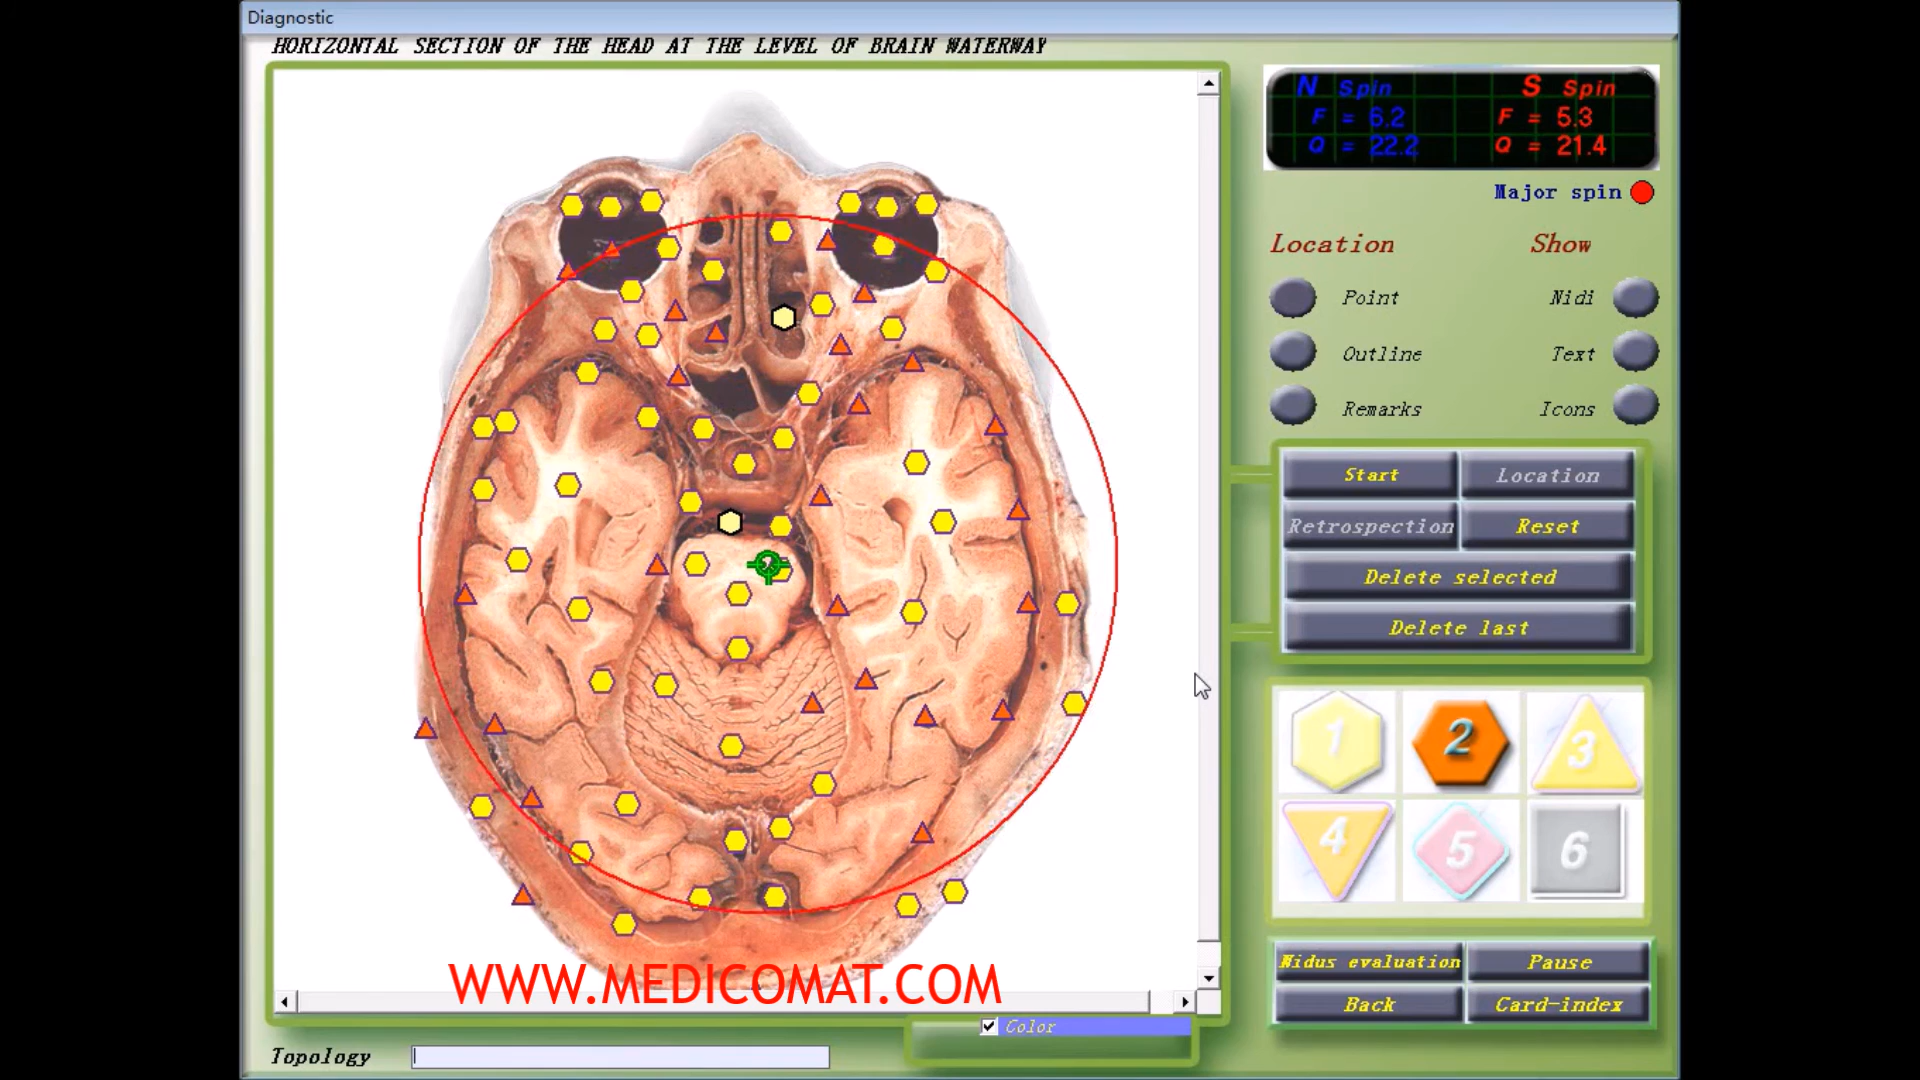 Diagnostic
HORIZONTAL SECTION OF THE HEAD AT THE LEVEL OF BRAIN WATERWAY
N Spin S Spin
F = 6.2 F = 5.3
Q = 22.2 Q = 21.4
Major spin
Location Show
Point Nidi
Outline Text
Remarks Icons
Start Location
Retrospection Reset
Delete selected
Delete last
1 2 3
4 5 6
Nidus evaluation Pause
Back Card-index
WWW.MEDICOMAT.COM
Color
Topology